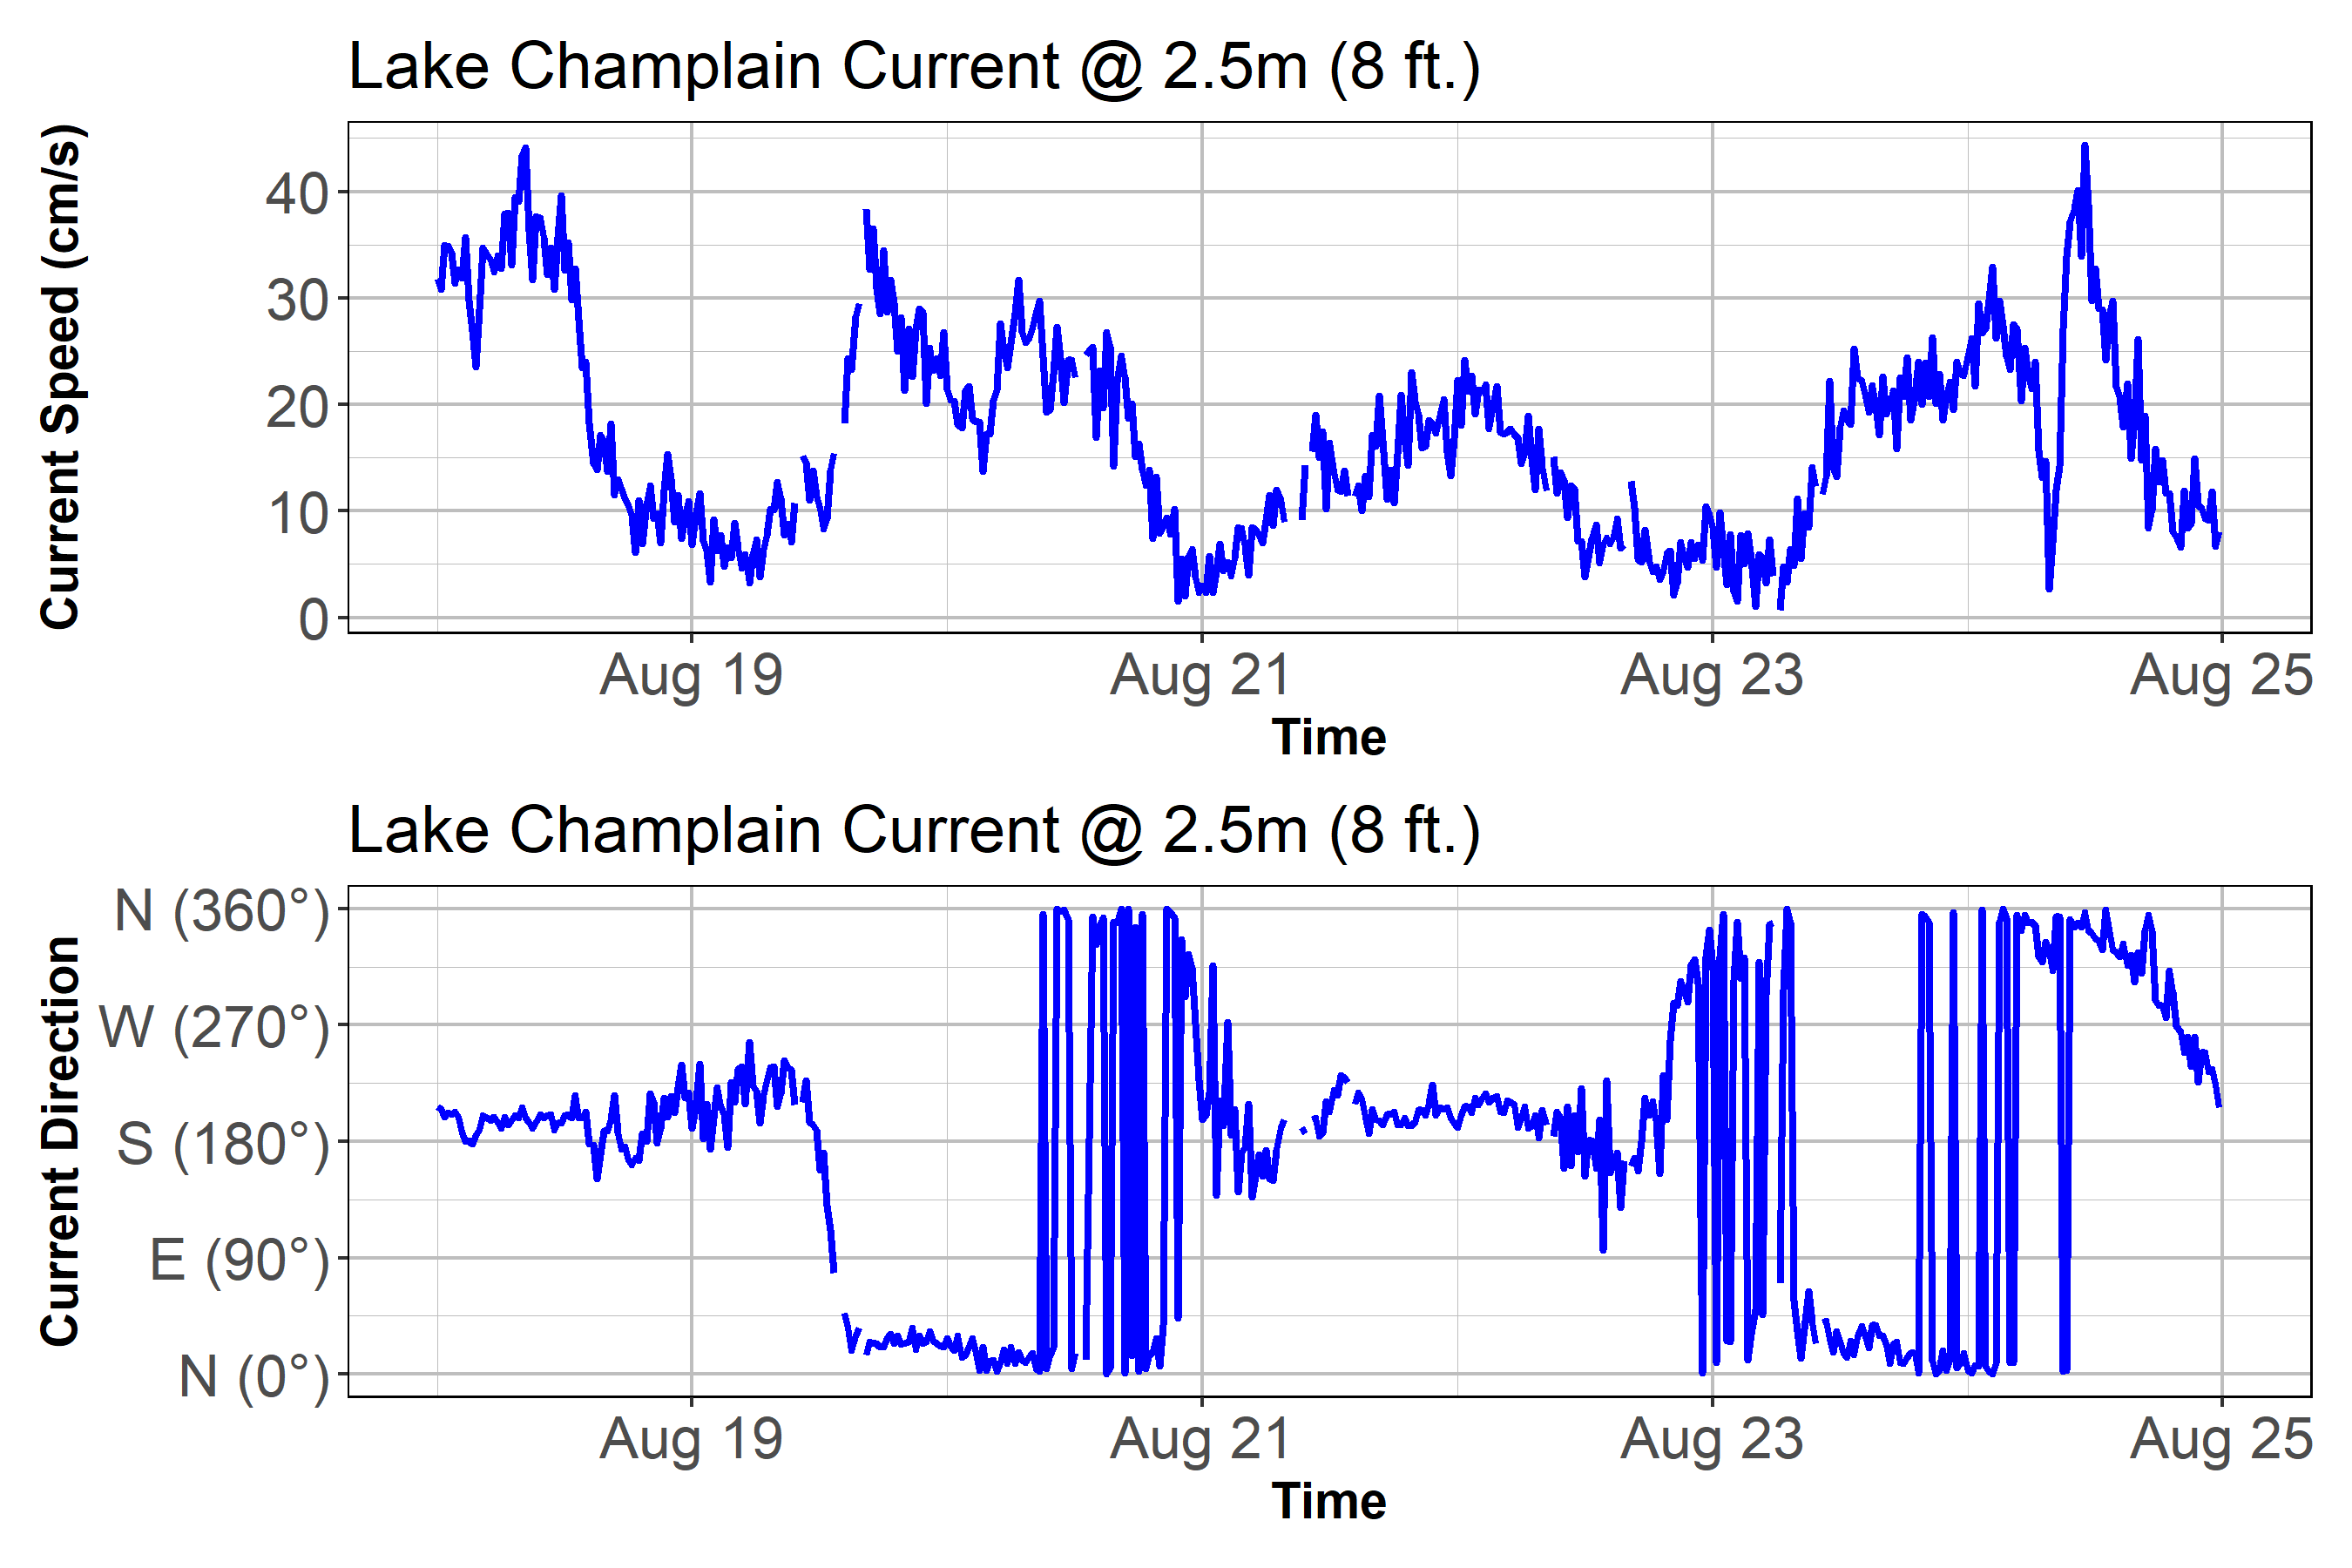 Lake Champlain Current @ 2.5m (8 ft.)
Current Speed (cm/s)
40
30
20
10
0
Aug 19 Aug 21 Aug 23 Aug 25
Time
Lake Champlain Current @ 2.5m (8 ft.)
Current Direction
N (360°)
W (270°)
S (180°)
E (90°)
N (0°)
Aug 19 Aug 21 Aug 23 Aug 25
Time